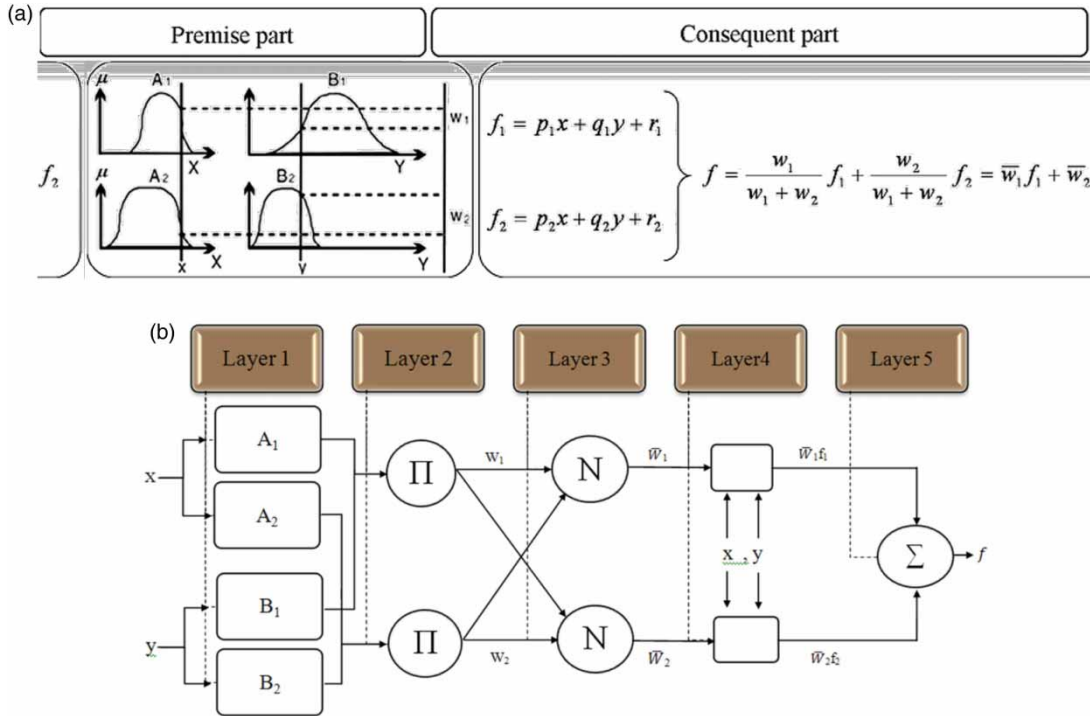 (a)
Premise part
Consequent part
f₂
μ A₁ X
B₁ Y
w₁
μ A₂ x X
B₂ y Y
w₂
f₁ = p₁x + q₁y + r₁
f₂ = p₂x + q₂y + r₂
f = w₁/(w₁ + w₂) f₁ + w₂/(w₁ + w₂) f₂ = w̅₁f₁ + w̅₂
(b)
Layer 1 Layer 2 Layer 3 Layer4 Layer 5
x
A₁
A₂
y
B₁
B₂
Π
Π
w₁
w₂
N
N
W̅₁
W̅₂
x y
W̅₁f₁
W̅₂f₂
Σ
f